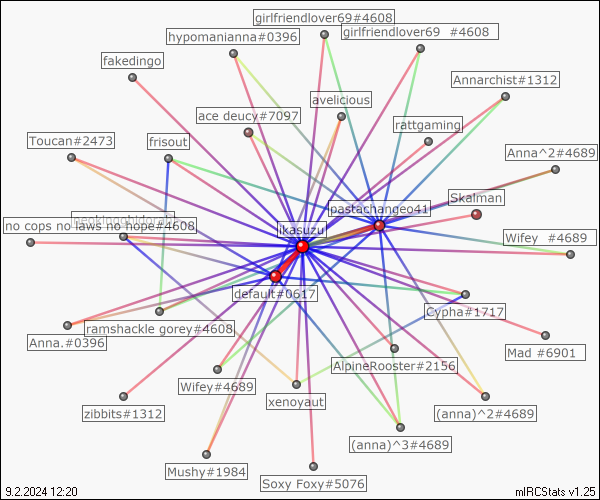 girlfriendlover69#4608
girlfriendlover69 #4608
hypomanianna#0396
fakedingo
Annarchist#1312
avelicious
ace deucy#7097
rattgaming
Toucan#2473
frisout
Anna^2#4689
Skalman
pastachangeo41
no cops no laws no hope#4608
ikasuzu
Wifey #4689
default#0617
Cypha#1717
ramshackle gorey#4608
Anna.#0396
Mad #6901
AlpineRooster#2156
Wifey#4689
xenoyaut
zibbits#1312
(anna)^2#4689
(anna)^3#4689
Mushy#1984
Soxy Foxy#5076
9.2.2024 12:20
mIRCStats v1.25